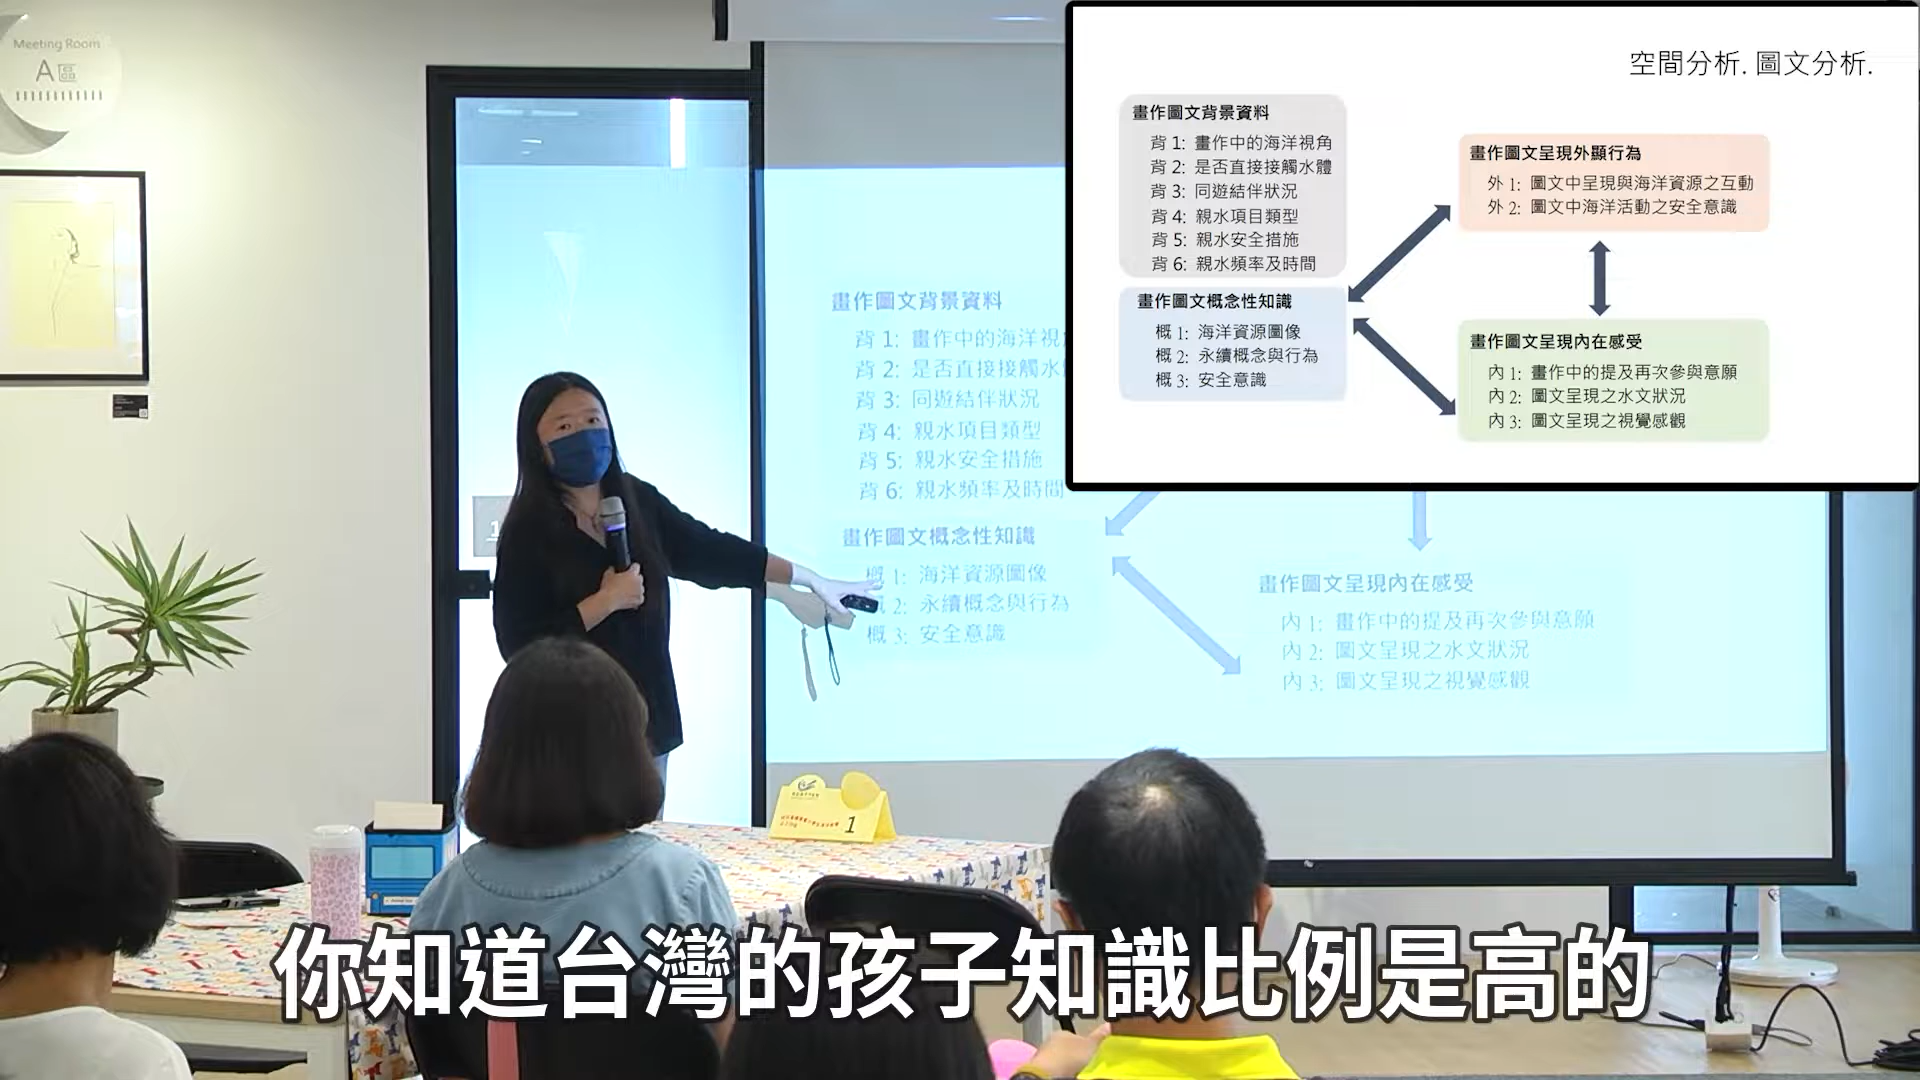 Meeting Room
A區
空間分析. 圖文分析.
畫作圖文背景資料
背 1: 畫作中的海洋視角
背 2: 是否直接接觸水體
背 3: 同遊結伴狀況
背 4: 親水項目類型
背 5: 親水安全措施
背 6: 親水頻率及時間
畫作圖文概念性知識
概 1: 海洋資源圖像
概 2: 永續概念與行為
概 3: 安全意識
畫作圖文呈現外顯行為
外 1: 圖文中呈現與海洋資源之互動
外 2: 圖文中海洋活動之安全意識
畫作圖文呈現內在感受
內 1: 畫作中的提及再次參與意願
內 2: 圖文呈現之水文狀況
內 3: 圖文呈現之視覺感觀
畫作圖文背景資料
背 1: 畫作中的海洋視
背 2: 是否直接接觸水
背 3: 同遊結伴狀況
背 4: 親水項目類型
背 5: 親水安全措施
背 6: 親水頻率及時間
畫作圖文概念性知識
概 1: 海洋資源圖像
2: 永續概念與行為
概 3: 安全意識
畫作圖文呈現內在感受
內 1: 畫作中的提及再次參與意願
內 2: 圖文呈現之水文狀況
內 3: 圖文呈現之視覺感觀
1
1
你知道台灣的孩子知識比例是高的